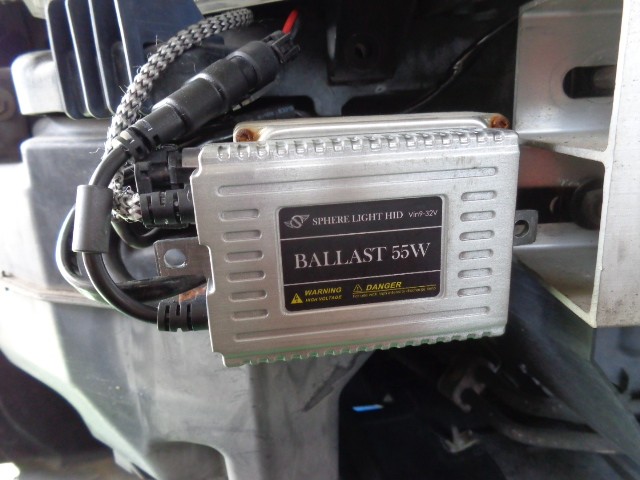 SPHERE LIGHT HID Vin9-32V
BALLAST 55W
WARNING
HIGH VOLTAGE
DANGER